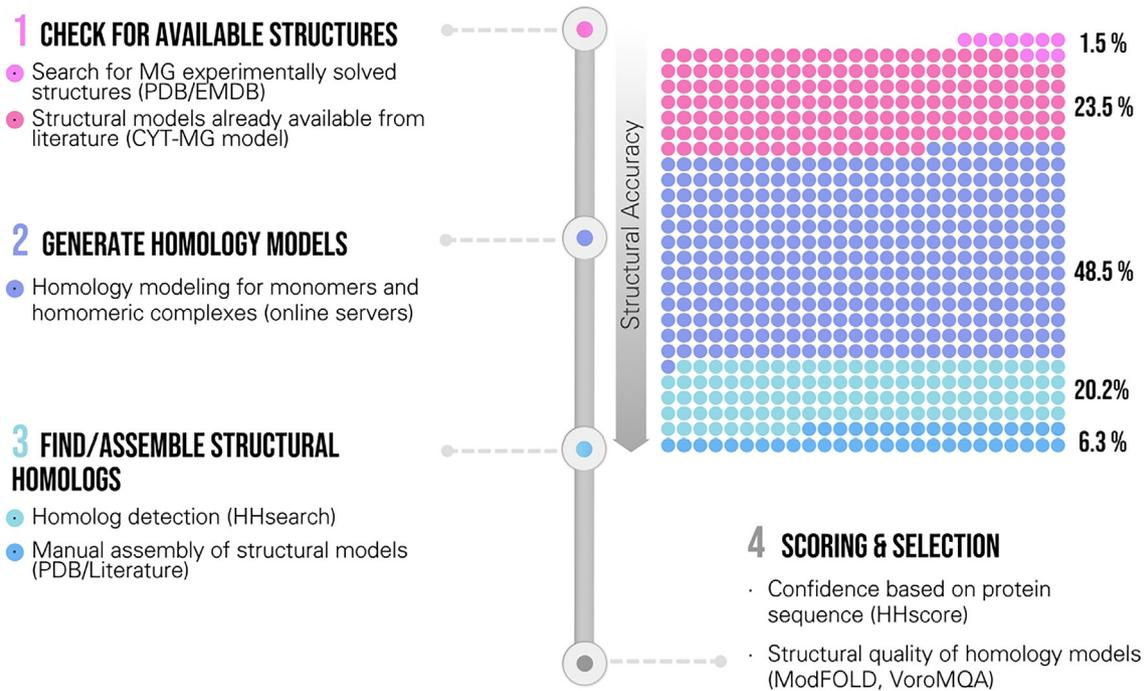 1 CHECK FOR AVAILABLE STRUCTURES
Search for MG experimentally solved
structures (PDB/EMDB)
Structural models already available from
literature (CYT-MG model)
2 GENERATE HOMOLOGY MODELS
Homology modeling for monomers and
homomeric complexes (online servers)
3 FIND/ASSEMBLE STRUCTURAL
HOMOLOGS
Homolog detection (HHsearch)
Manual assembly of structural models
(PDB/Literature)
Structural Accuracy
1.5 %
23.5 %
48.5 %
20.2%
6.3 %
4 SCORING & SELECTION
· Confidence based on protein
sequence (HHscore)
· Structural quality of homology models
(ModFOLD, VoroMQA)